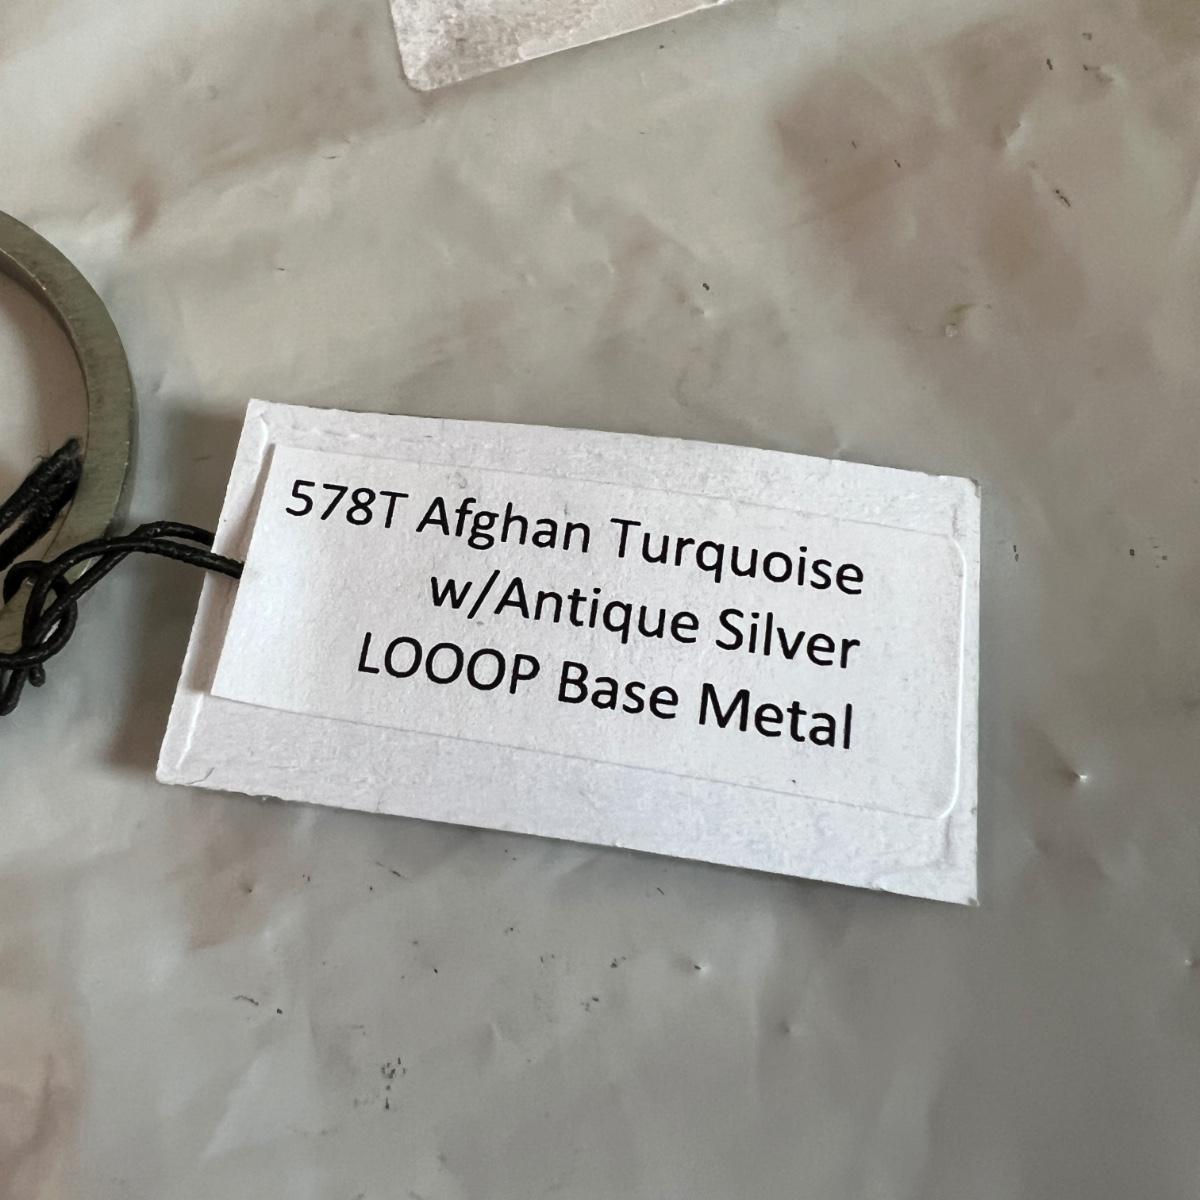 578T Afghan Turquoise
w/Antique Silver
LOOOP Base Metal